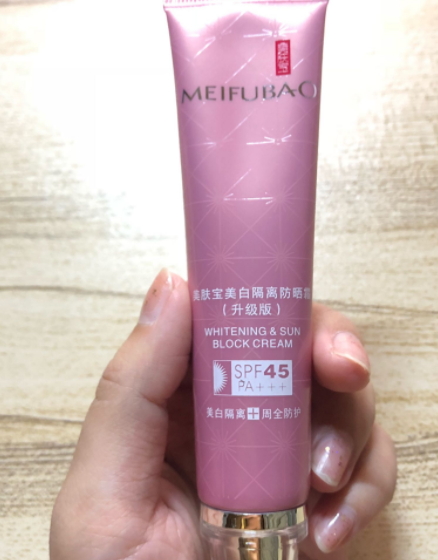 MEIFUBAO
美肤宝美白隔离防晒霜
（升级版）
WHITENING & SUN
BLOCK CREAM
SPF45
PA+++
美白隔离+周全防护